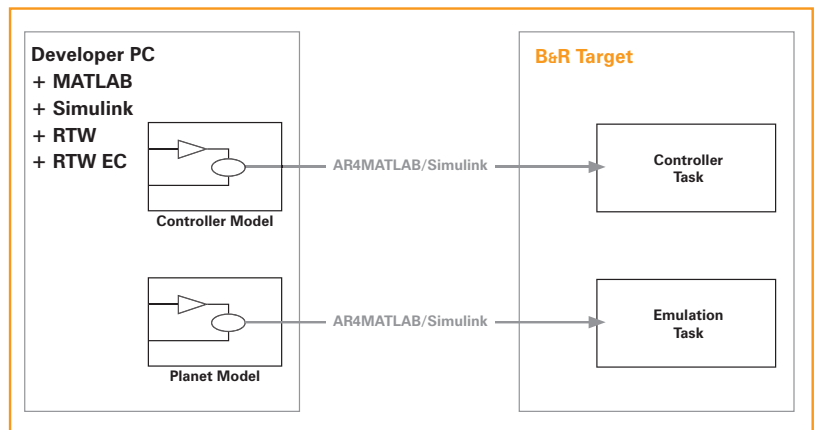 Developer PC
+ MATLAB
+ Simulink
+ RTW
+ RTW EC
Controller Model
AR4MATLAB/Simulink
B&R Target
Controller
Task
Planet Model
AR4MATLAB/Simulink
Emulation
Task